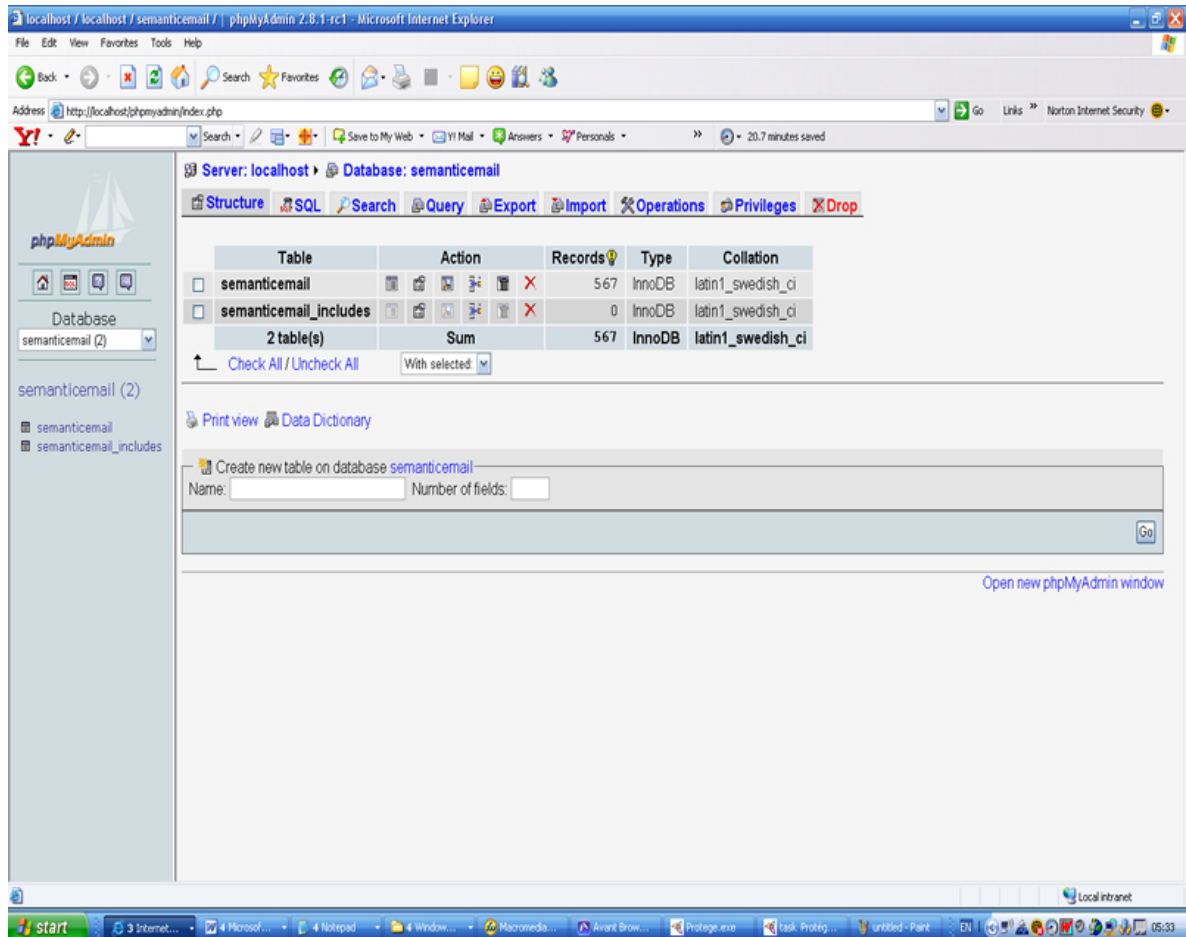 localhost / localhost / semanticemail / | phpMyAdmin 2.8.1-rc1 - Microsoft Internet Explorer
File Edit View Favorites Tools Help
Back Search Favorites
Address http://localhost/phpmyadmin/index.php Go Links » Norton Internet Security
Y! Search Save to My Web Y! Mail Answers Personals » 20.7 minutes saved
phpMyAdmin
SQL
Database
semanticemail (2)
semanticemail (2)
semanticemail
semanticemail_includes
Server: localhost Database: semanticemail
Structure SQL Search Query Export Import Operations Privileges Drop
Table Action Records Type Collation
semanticemail 567 InnoDB latin1_swedish_ci
semanticemail_includes 0 InnoDB latin1_swedish_ci
2 table(s) Sum 567 InnoDB latin1_swedish_ci
Check All / Uncheck All With selected:
Print view Data Dictionary
Create new table on database semanticemail
Name: Number of fields:
Go
Open new phpMyAdmin window
Local intranet
start 3 Internet... 4 Microsof... 4 Notepad 4 Window... Macromedia... Avant Brow... Protege.exe task Protég... untitled - Paint EN 05:33